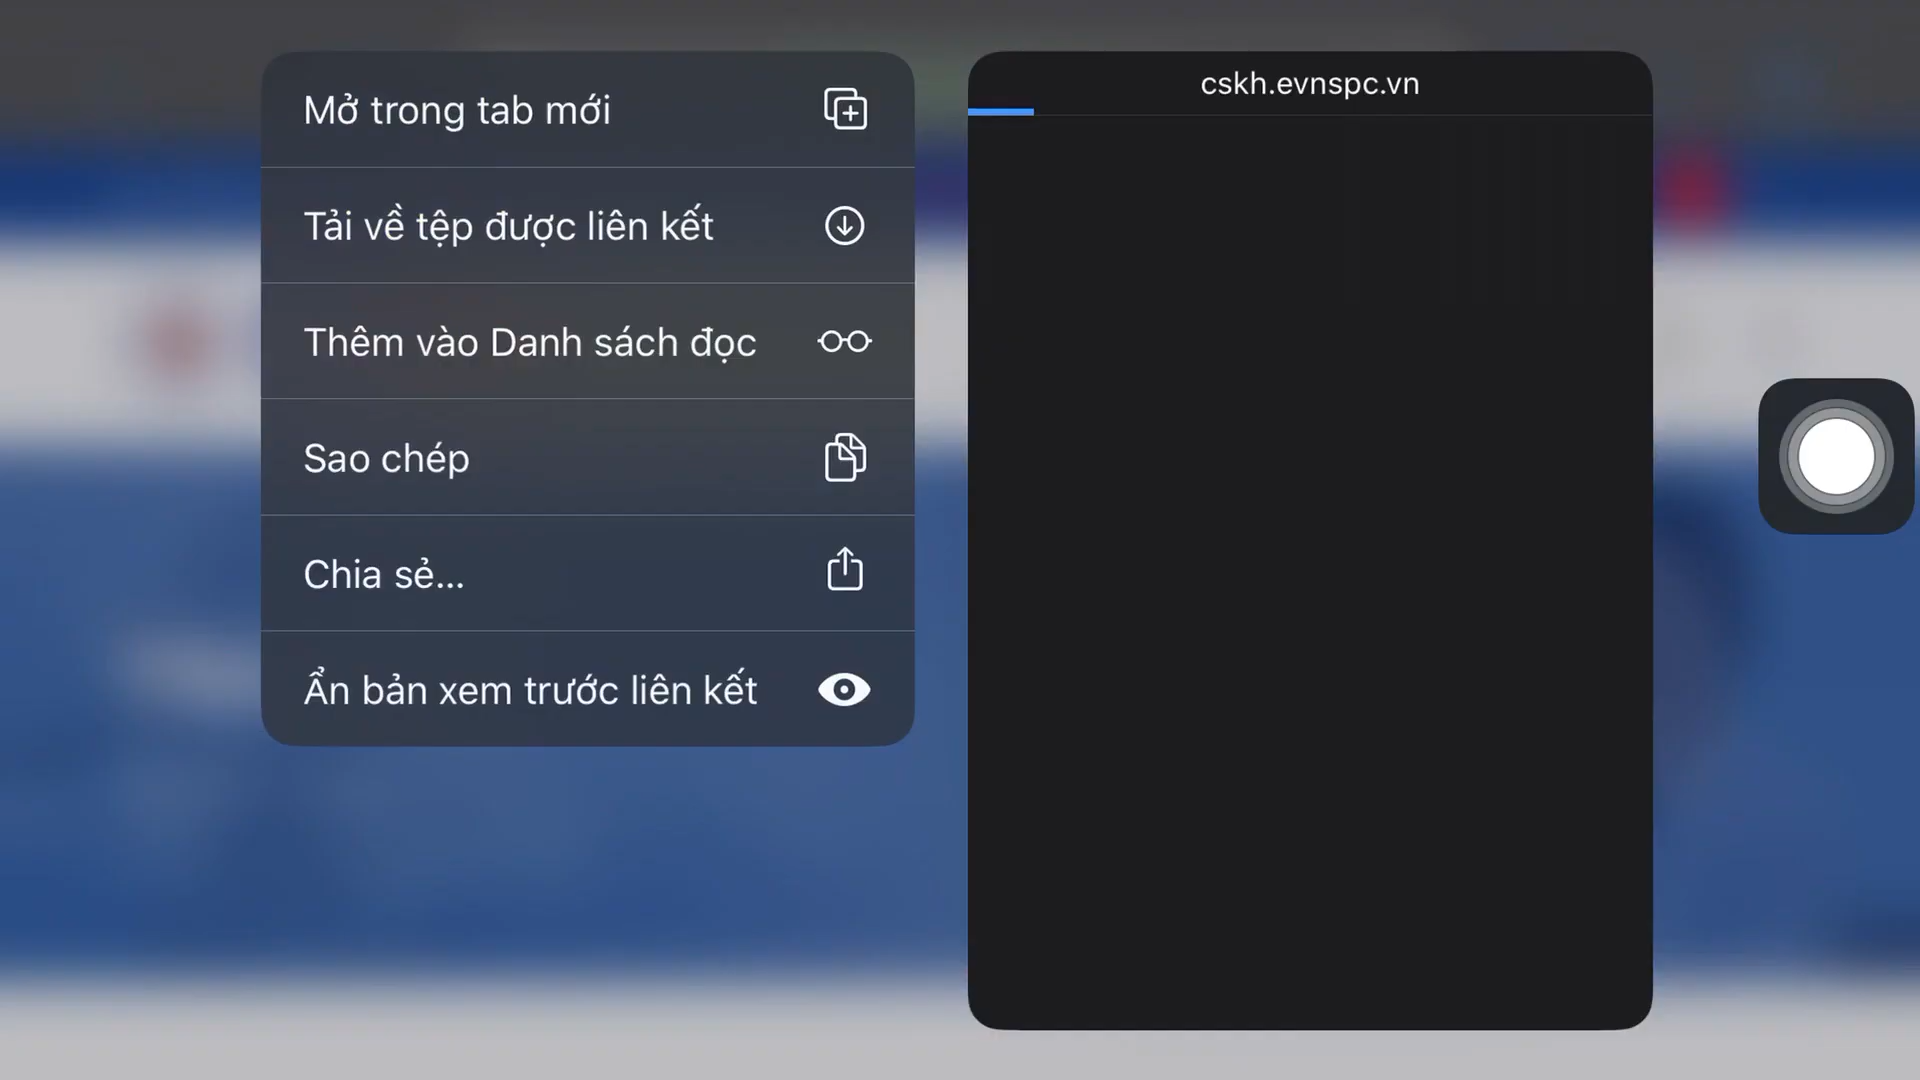 Mở trong tab mới
Tải về tệp được liên kết
Thêm vào Danh sách đọc
Sao chép
Chia sẻ...
Ẩn bản xem trước liên kết
cskh.evnspc.vn